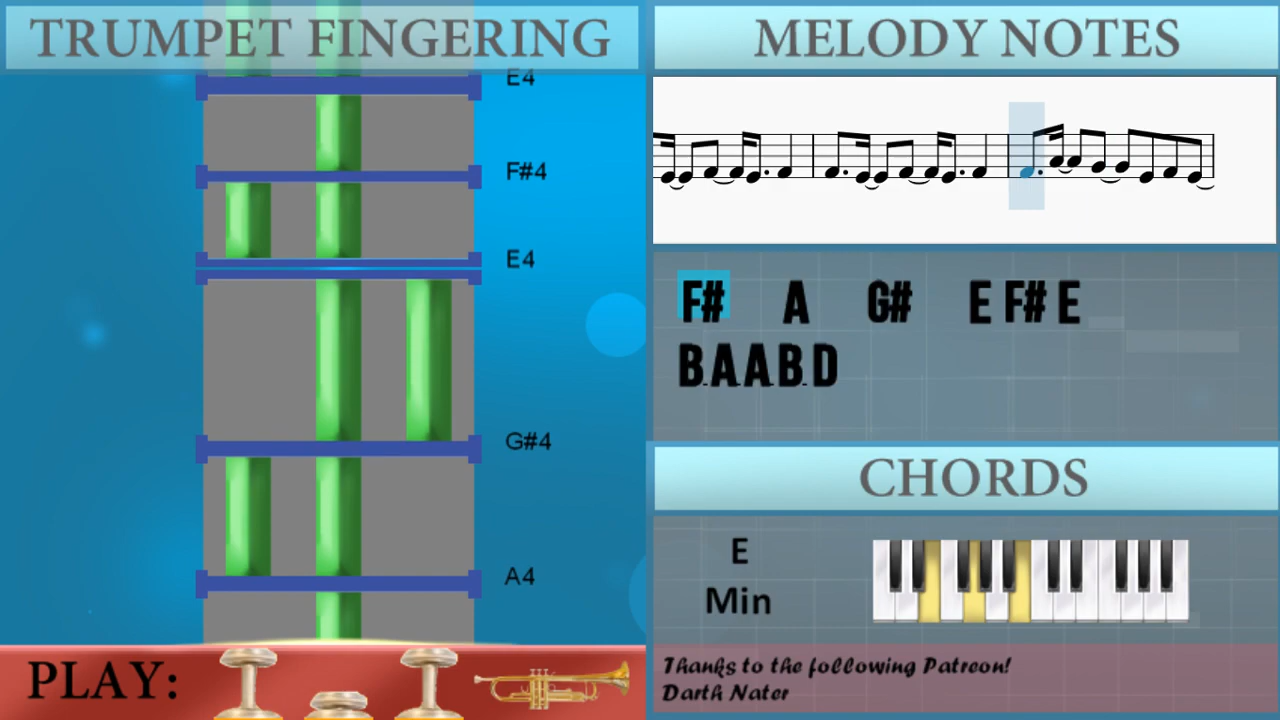 TRUMPET FINGERING
E4
F#4
E4
G#4
A4
PLAY:
MELODY NOTES
F# A G# E F# E
B A A B D
CHORDS
E
Min
Thanks to the following Patreon!
Darth Nater